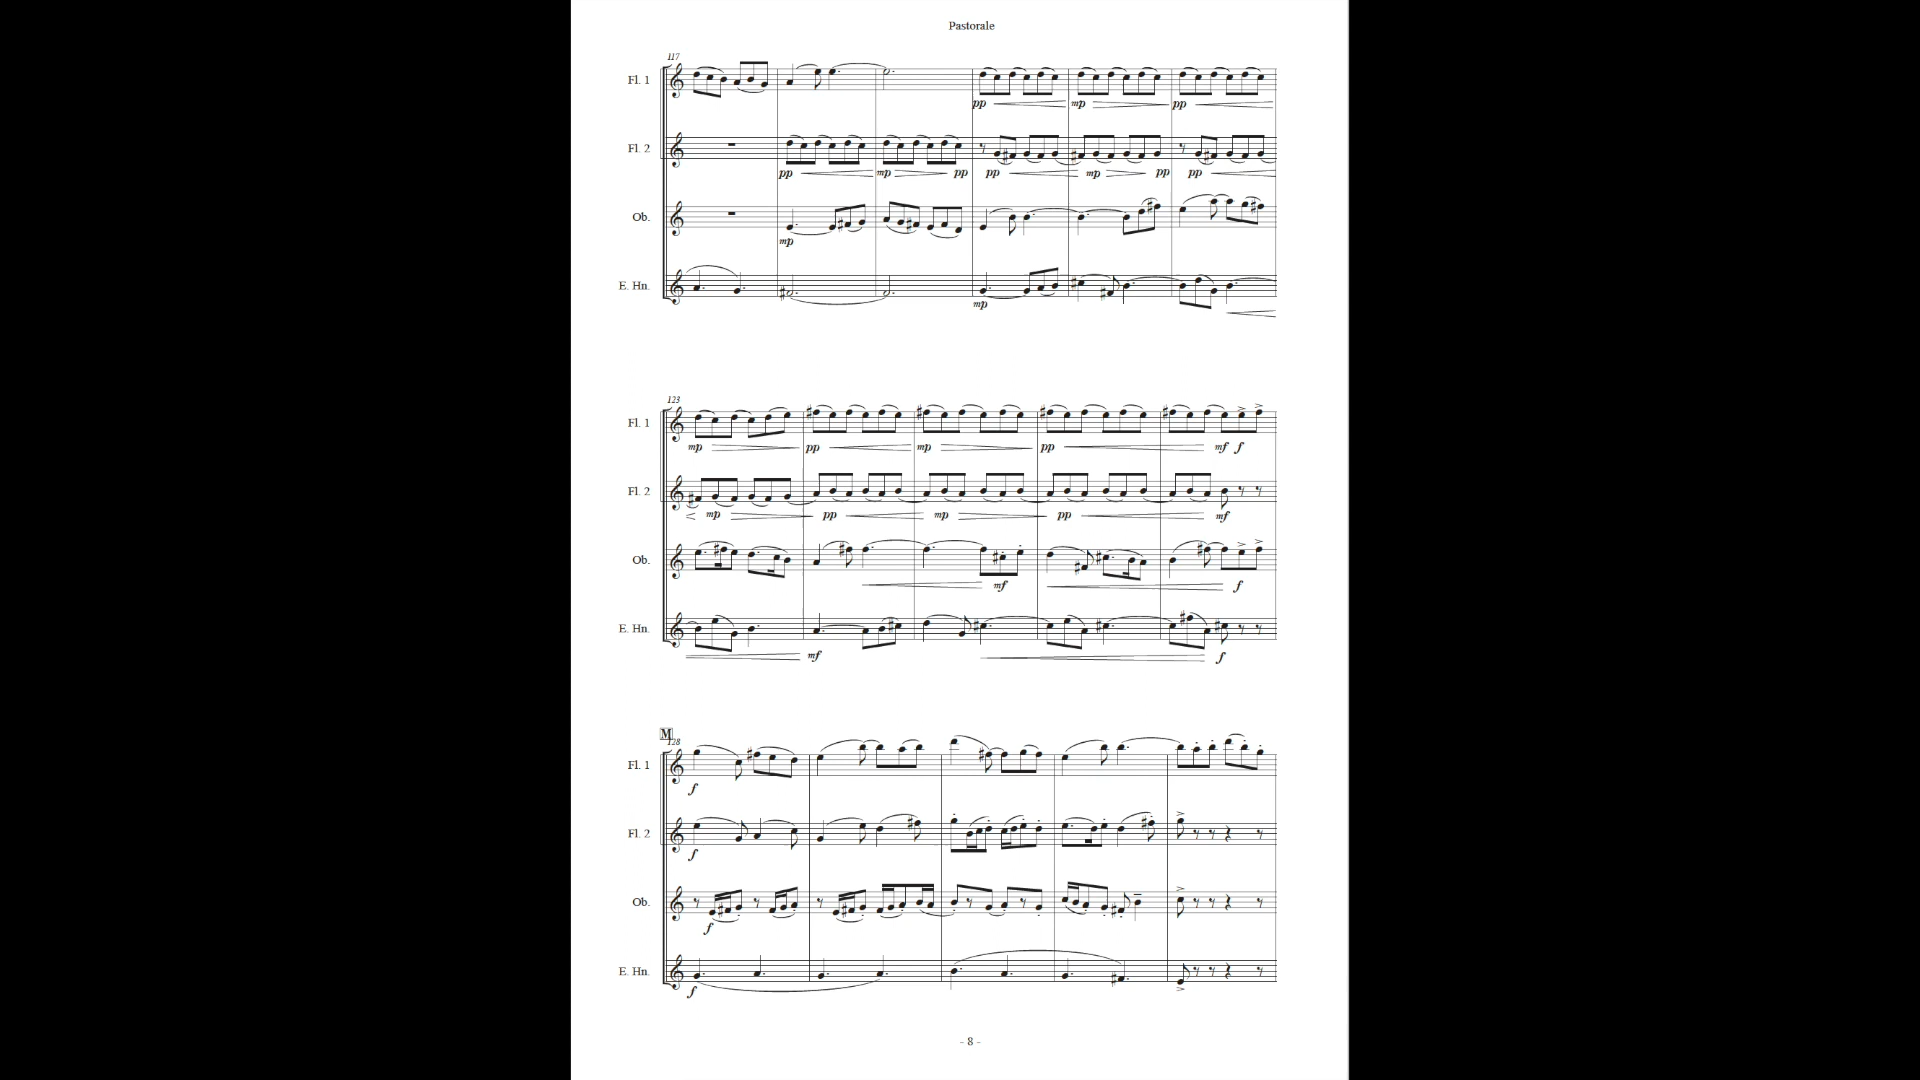 Pastorale
117
Fl. 1
pp mp pp
Fl. 2
pp mp pp pp mp pp pp
Ob.
mp
E. Hn.
mp
123
Fl. 1
mp pp mp pp mf f
Fl. 2
mp pp mp pp mf
Ob.
mf f
E. Hn.
mf f
M
128
Fl. 1
f
Fl. 2
f
Ob.
f
E. Hn.
f
- 8 -